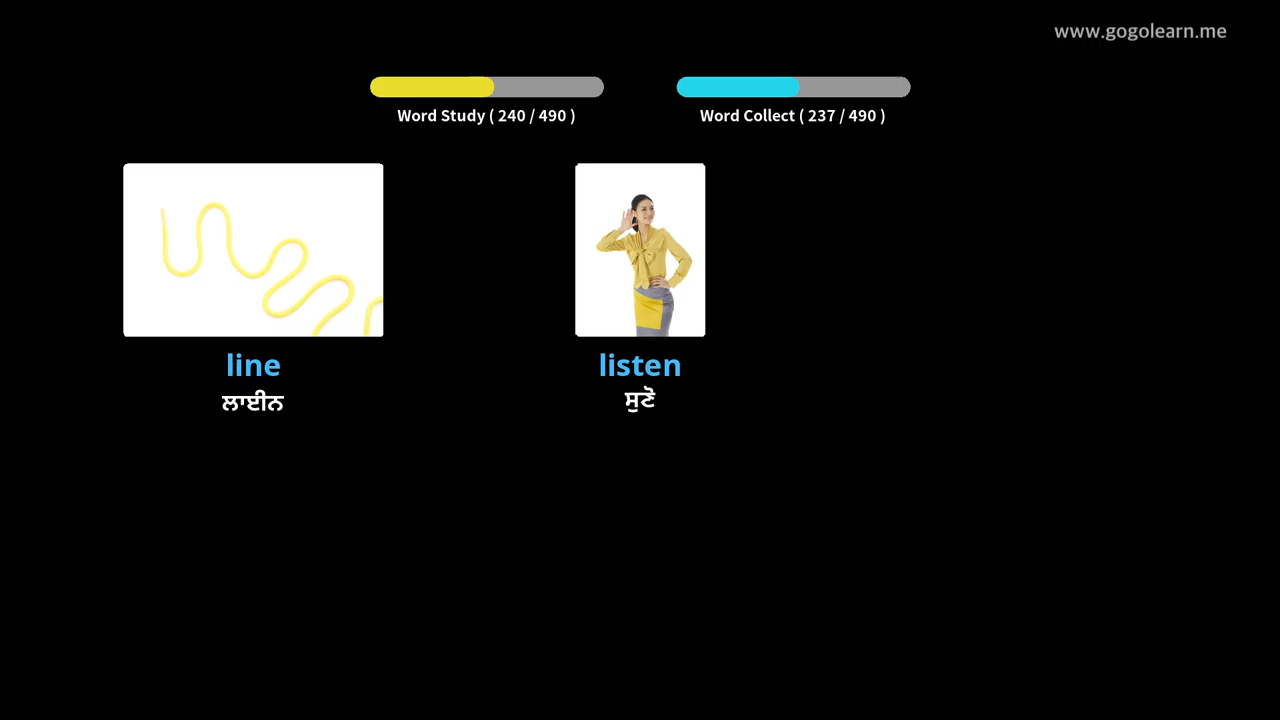 www.gogolearn.me
Word Study ( 240 / 490 )
Word Collect ( 237 / 490 )
line
ਲਾਈਨ
listen
ਸੁਣੋ